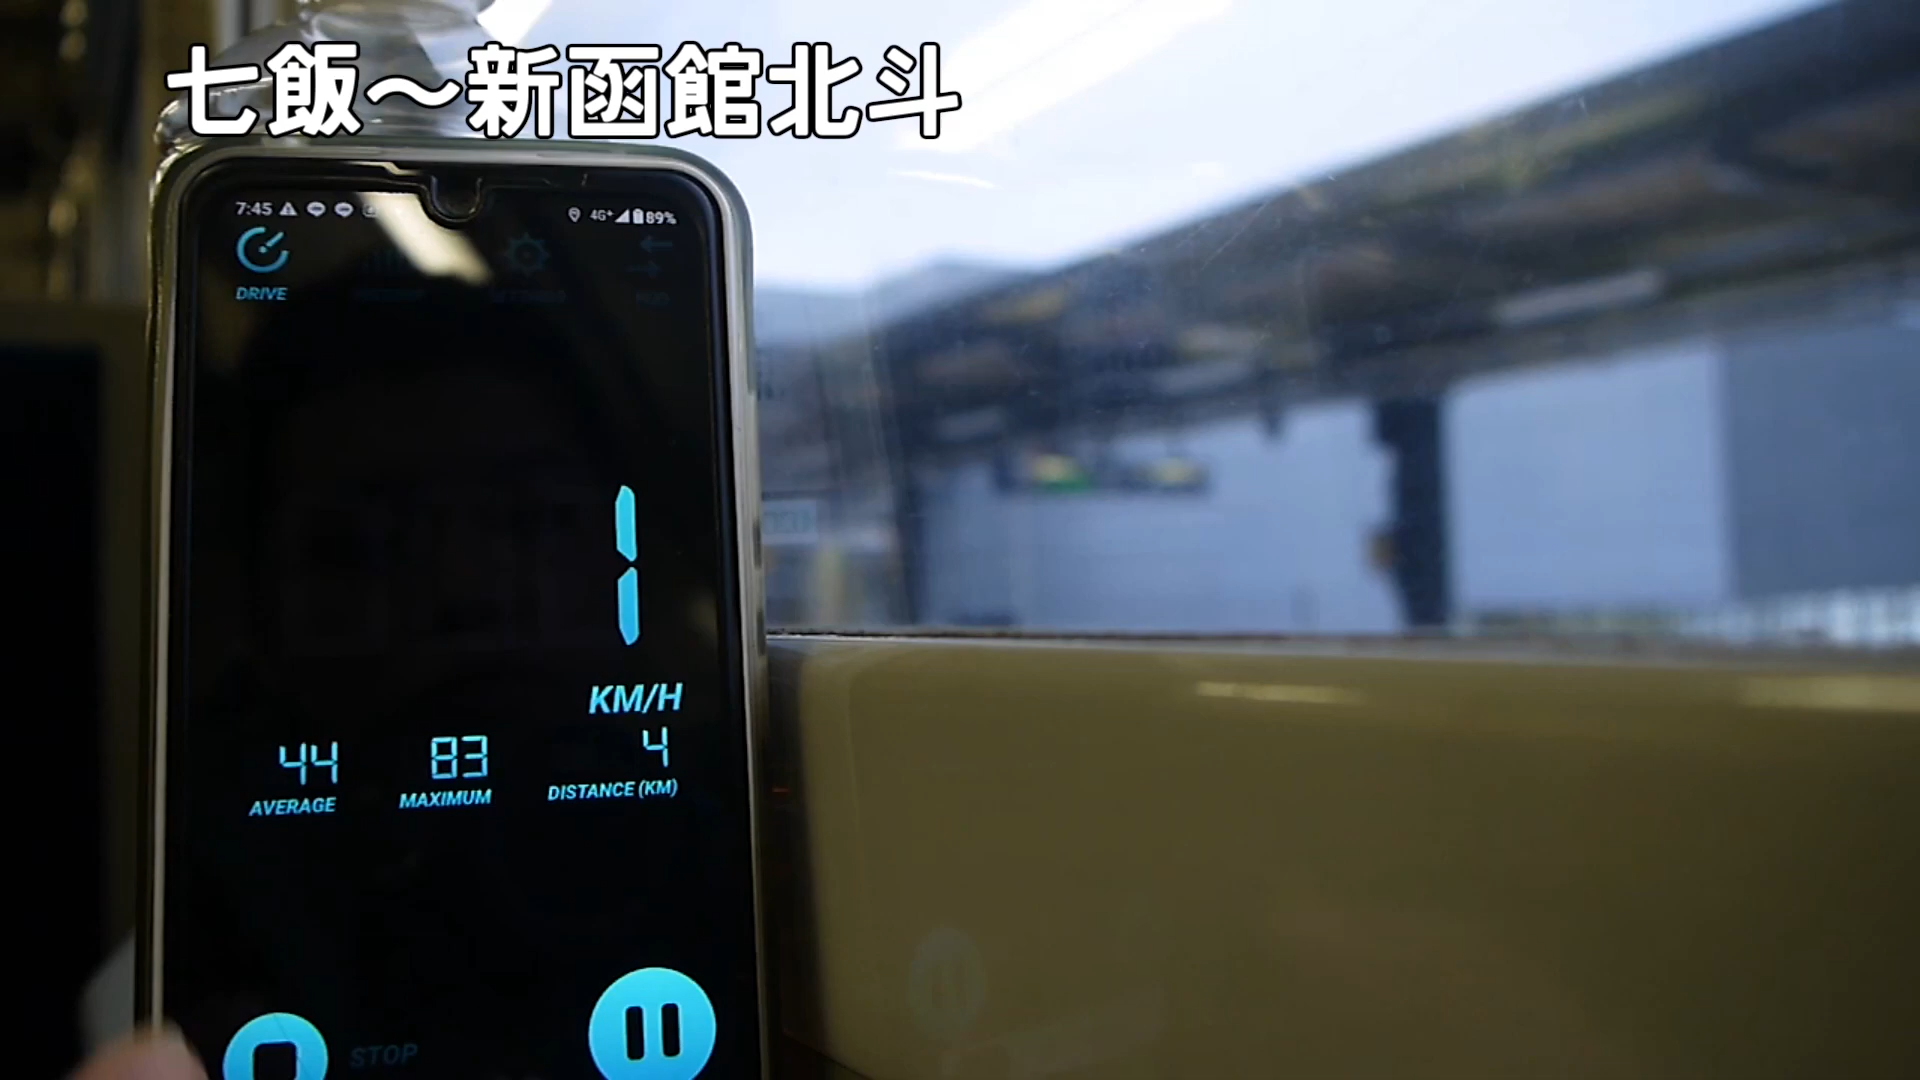 七飯〜新函館北斗
7:45 4G+ 89%
DRIVE
1
KM/H
44 83 4
AVERAGE MAXIMUM DISTANCE (KM)
STOP